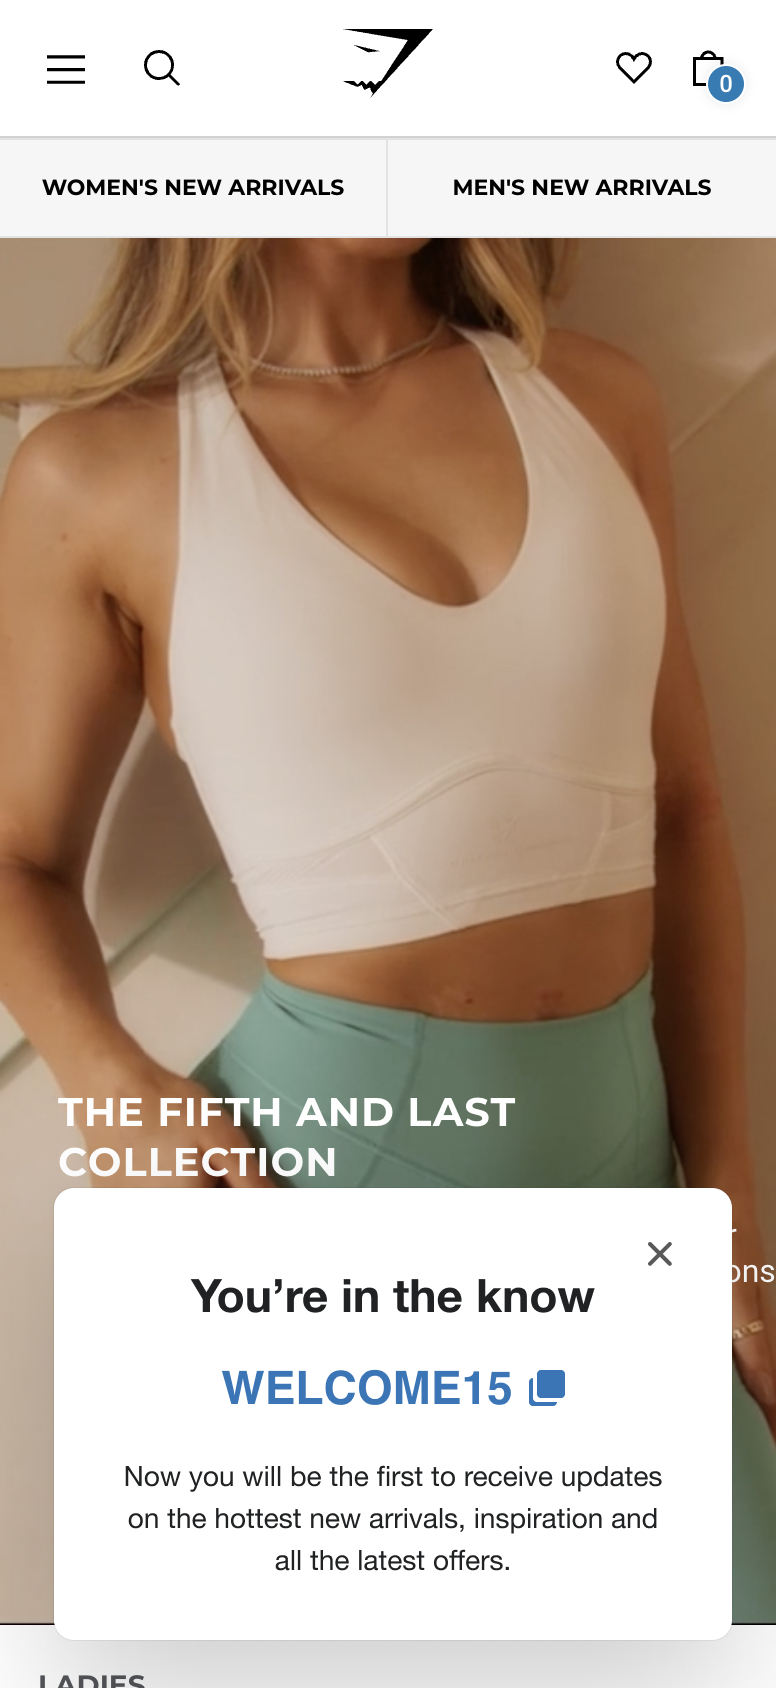 0
WOMEN'S NEW ARRIVALS
MEN'S NEW ARRIVALS
THE FIFTH AND LAST
COLLECTION
You’re in the know
WELCOME15
Now you will be the first to receive updates
on the hottest new arrivals, inspiration and
all the latest offers.
LADIES